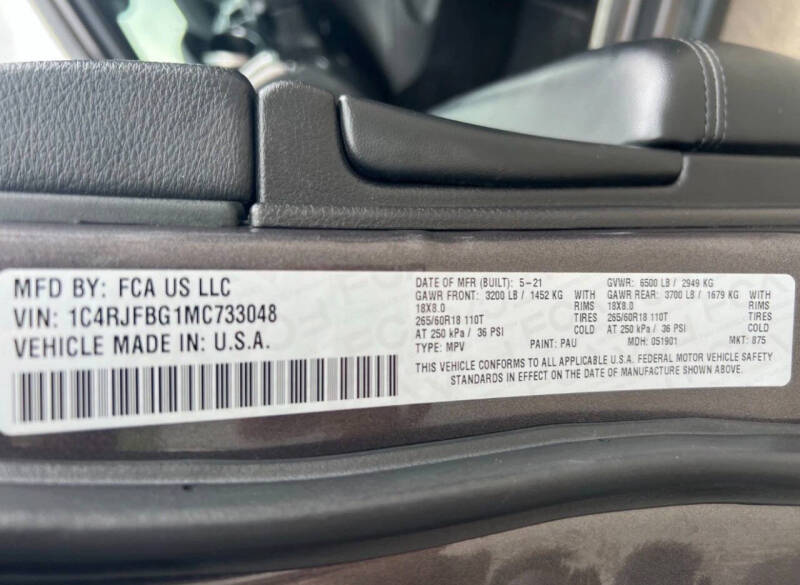 MFD BY: FCA US LLC
VIN: 1C4RJFBG1MC733048
VEHICLE MADE IN: U.S.A.
DATE OF MFR (BUILT): 5-21 GVWR: 6500 LB / 2949 KG
GAWR FRONT: 3200 LB / 1452 KG WITH GAWR REAR: 3700 LB / 1679 KG WITH
18X8.0 RIMS 18X8.0 RIMS
265/60R18 110T TIRES 265/60R18 110T TIRES
AT 250 kPa / 36 PSI COLD AT 250 kPa / 36 PSI COLD
TYPE: MPV PAINT: PAU MDH: 051901 MKT: 875
THIS VEHICLE CONFORMS TO ALL APPLICABLE U.S.A. FEDERAL MOTOR VEHICLE SAFETY
STANDARDS IN EFFECT ON THE DATE OF MANUFACTURE SHOWN ABOVE.